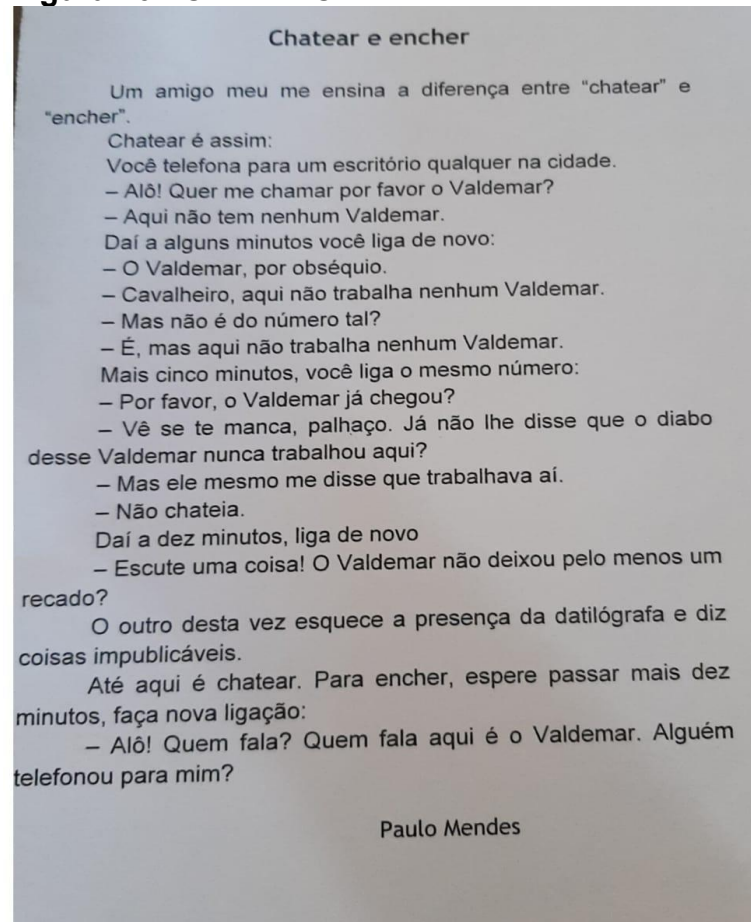 Chatear e encher
Um amigo meu me ensina a diferença entre “chatear” e
“encher”.
Chatear é assim:
Você telefona para um escritório qualquer na cidade.
– Alô! Quer me chamar por favor o Valdemar?
– Aqui não tem nenhum Valdemar.
Daí a alguns minutos você liga de novo:
– O Valdemar, por obséquio.
– Cavalheiro, aqui não trabalha nenhum Valdemar.
– Mas não é do número tal?
– É, mas aqui não trabalha nenhum Valdemar.
Mais cinco minutos, você liga o mesmo número:
– Por favor, o Valdemar já chegou?
– Vê se te manca, palhaço. Já não lhe disse que o diabo
desse Valdemar nunca trabalhou aqui?
– Mas ele mesmo me disse que trabalhava aí.
– Não chateia.
Daí a dez minutos, liga de novo
– Escute uma coisa! O Valdemar não deixou pelo menos um
recado?
O outro desta vez esquece a presença da datilógrafa e diz
coisas impublicáveis.
Até aqui é chatear. Para encher, espere passar mais dez
minutos, faça nova ligação:
– Alô! Quem fala? Quem fala aqui é o Valdemar. Alguém
telefonou para mim?
Paulo Mendes